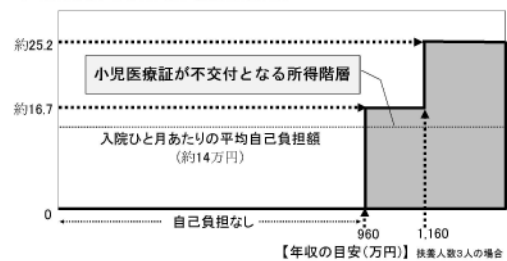 約25.2
小児医療証が不交付となる所得階層
約16.7
入院ひと月あたりの平均自己負担額
(約14万円)
0
自己負担なし
960
1,160
【年収の目安(万円)】 扶養人数3人の場合